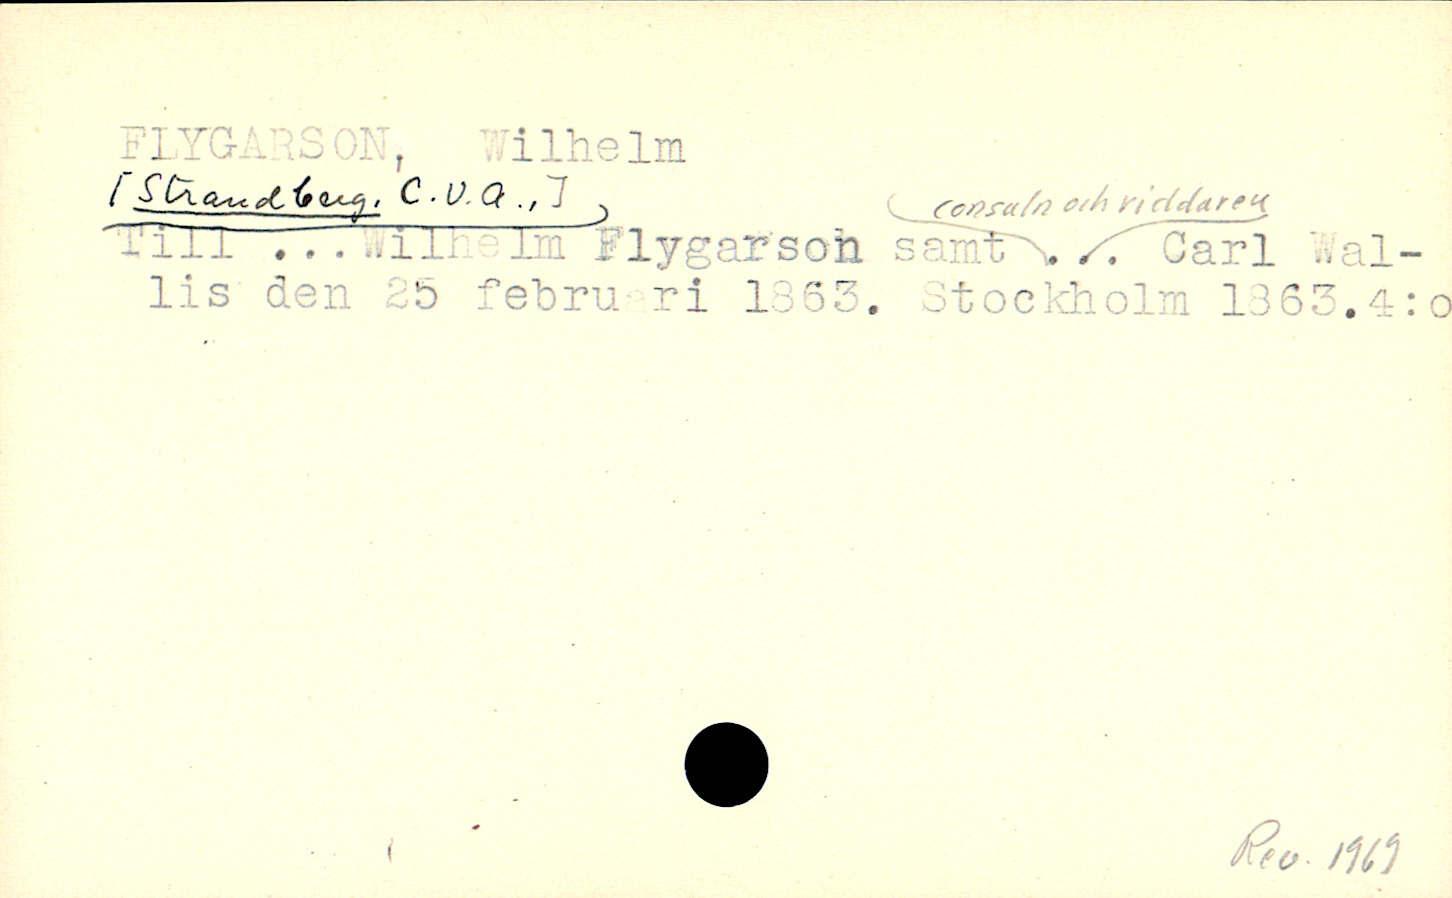 FLYGARSON, Wilhelm
[Strandberg, C.V.A.,]
consuln och riddaren
Till ...Wilhelm Flygarson samt ... Carl Wal-
lis den 25 februari 1863. Stockholm 1863.4:o
Rev. 1969